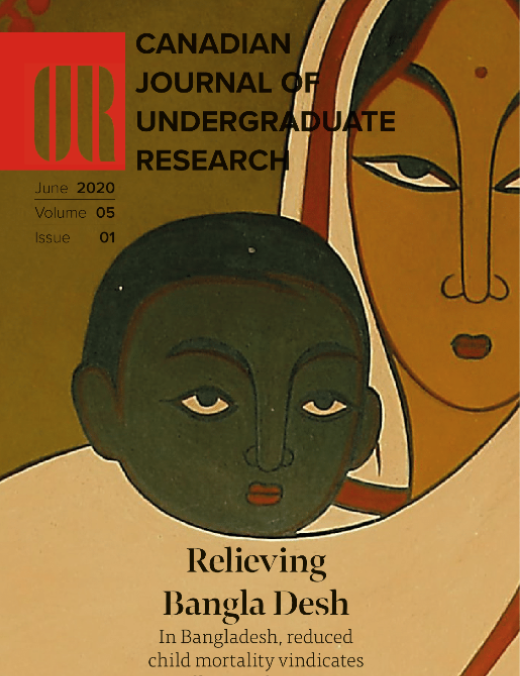 CANADIAN
JOURNAL OF
UNDERGRADUATE
RESEARCH
UR
June 2020
Volume 05
Issue 01
Relieving
Bangla Desh
In Bangladesh, reduced
child mortality vindicates